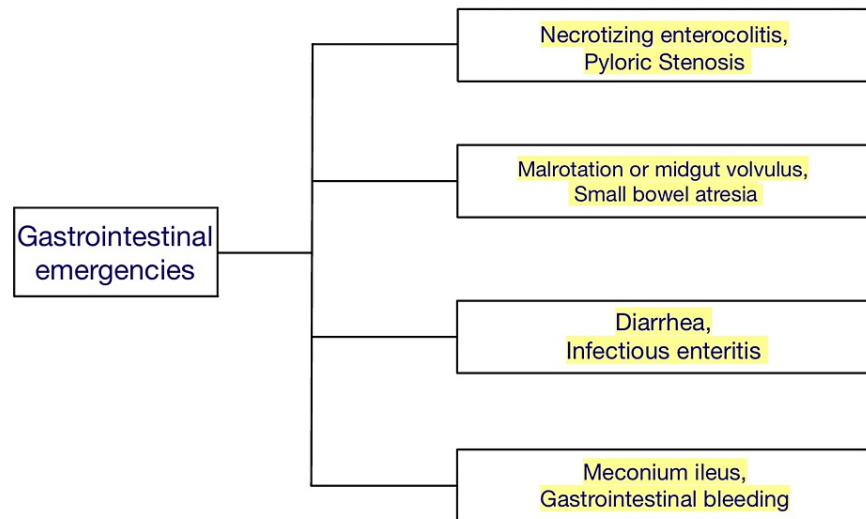 Necrotizing enterocolitis,
Pyloric Stenosis
Malrotation or midgut volvulus,
Small bowel atresia
Gastrointestinal
emergencies
Diarrhea,
Infectious enteritis
Meconium ileus,
Gastrointestinal bleeding